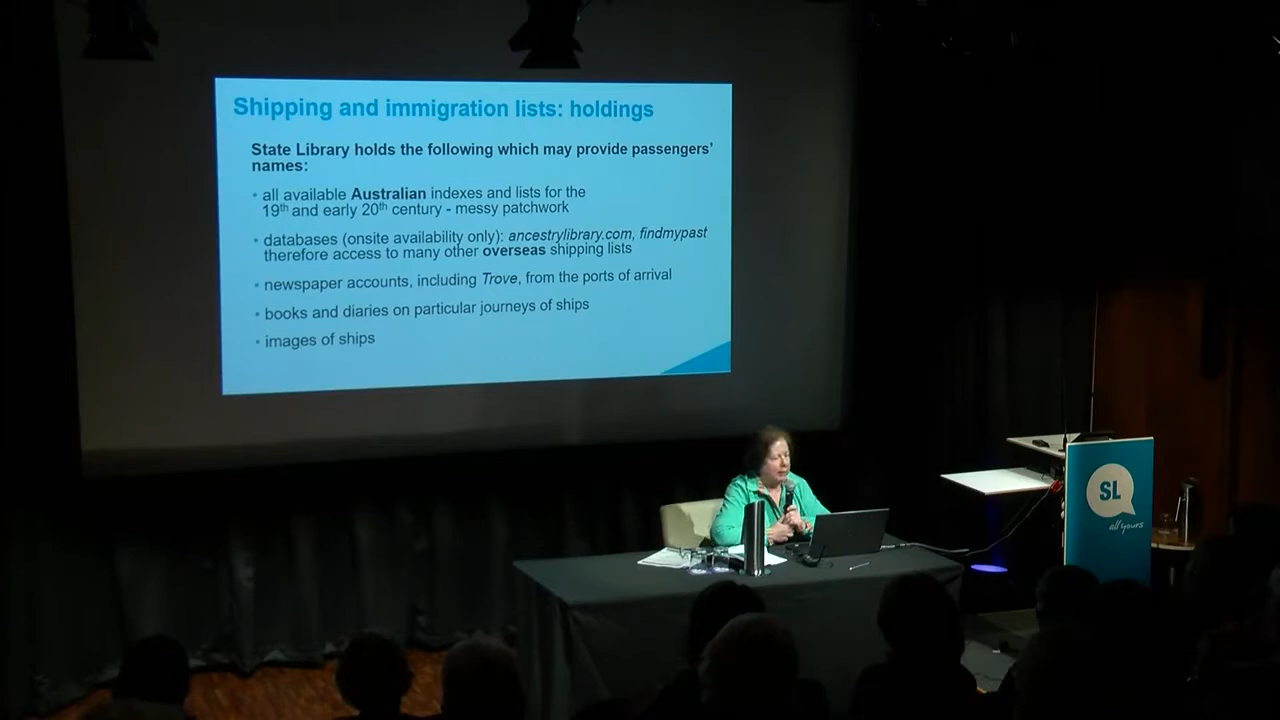 Shipping and immigration lists: holdings
State Library holds the following which may provide passengers'
names:
• all available Australian indexes and lists for the
19th and early 20th century - messy patchwork
• databases (onsite availability only): ancestrylibrary.com, findmypast
therefore access to many other overseas shipping lists
• newspaper accounts, including Trove, from the ports of arrival
• books and diaries on particular journeys of ships
• images of ships
SL
all yours